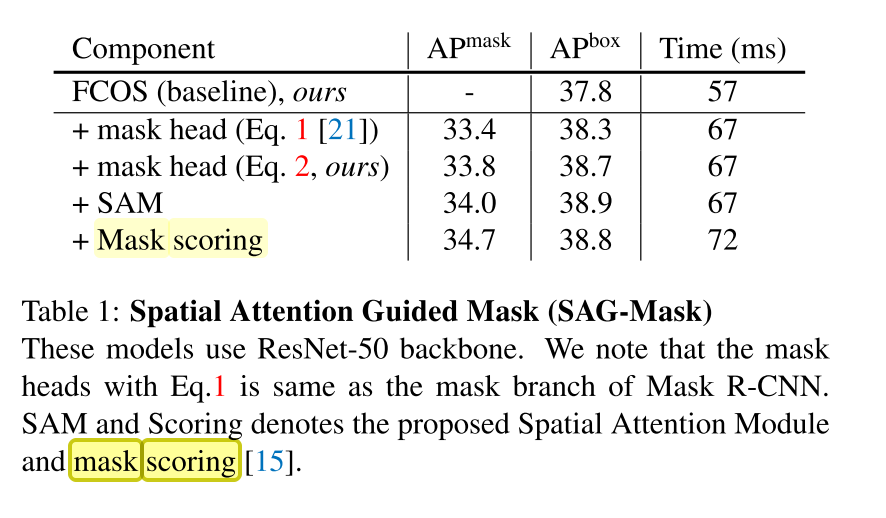 Component APmask APbox Time (ms)
FCOS (baseline), ours - 37.8 57
+ mask head (Eq. 1 [21]) 33.4 38.3 67
+ mask head (Eq. 2, ours) 33.8 38.7 67
+ SAM 34.0 38.9 67
+ Mask scoring 34.7 38.8 72
Table 1: Spatial Attention Guided Mask (SAG-Mask)
These models use ResNet-50 backbone. We note that the mask
heads with Eq.1 is same as the mask branch of Mask R-CNN.
SAM and Scoring denotes the proposed Spatial Attention Module
and mask scoring [15].